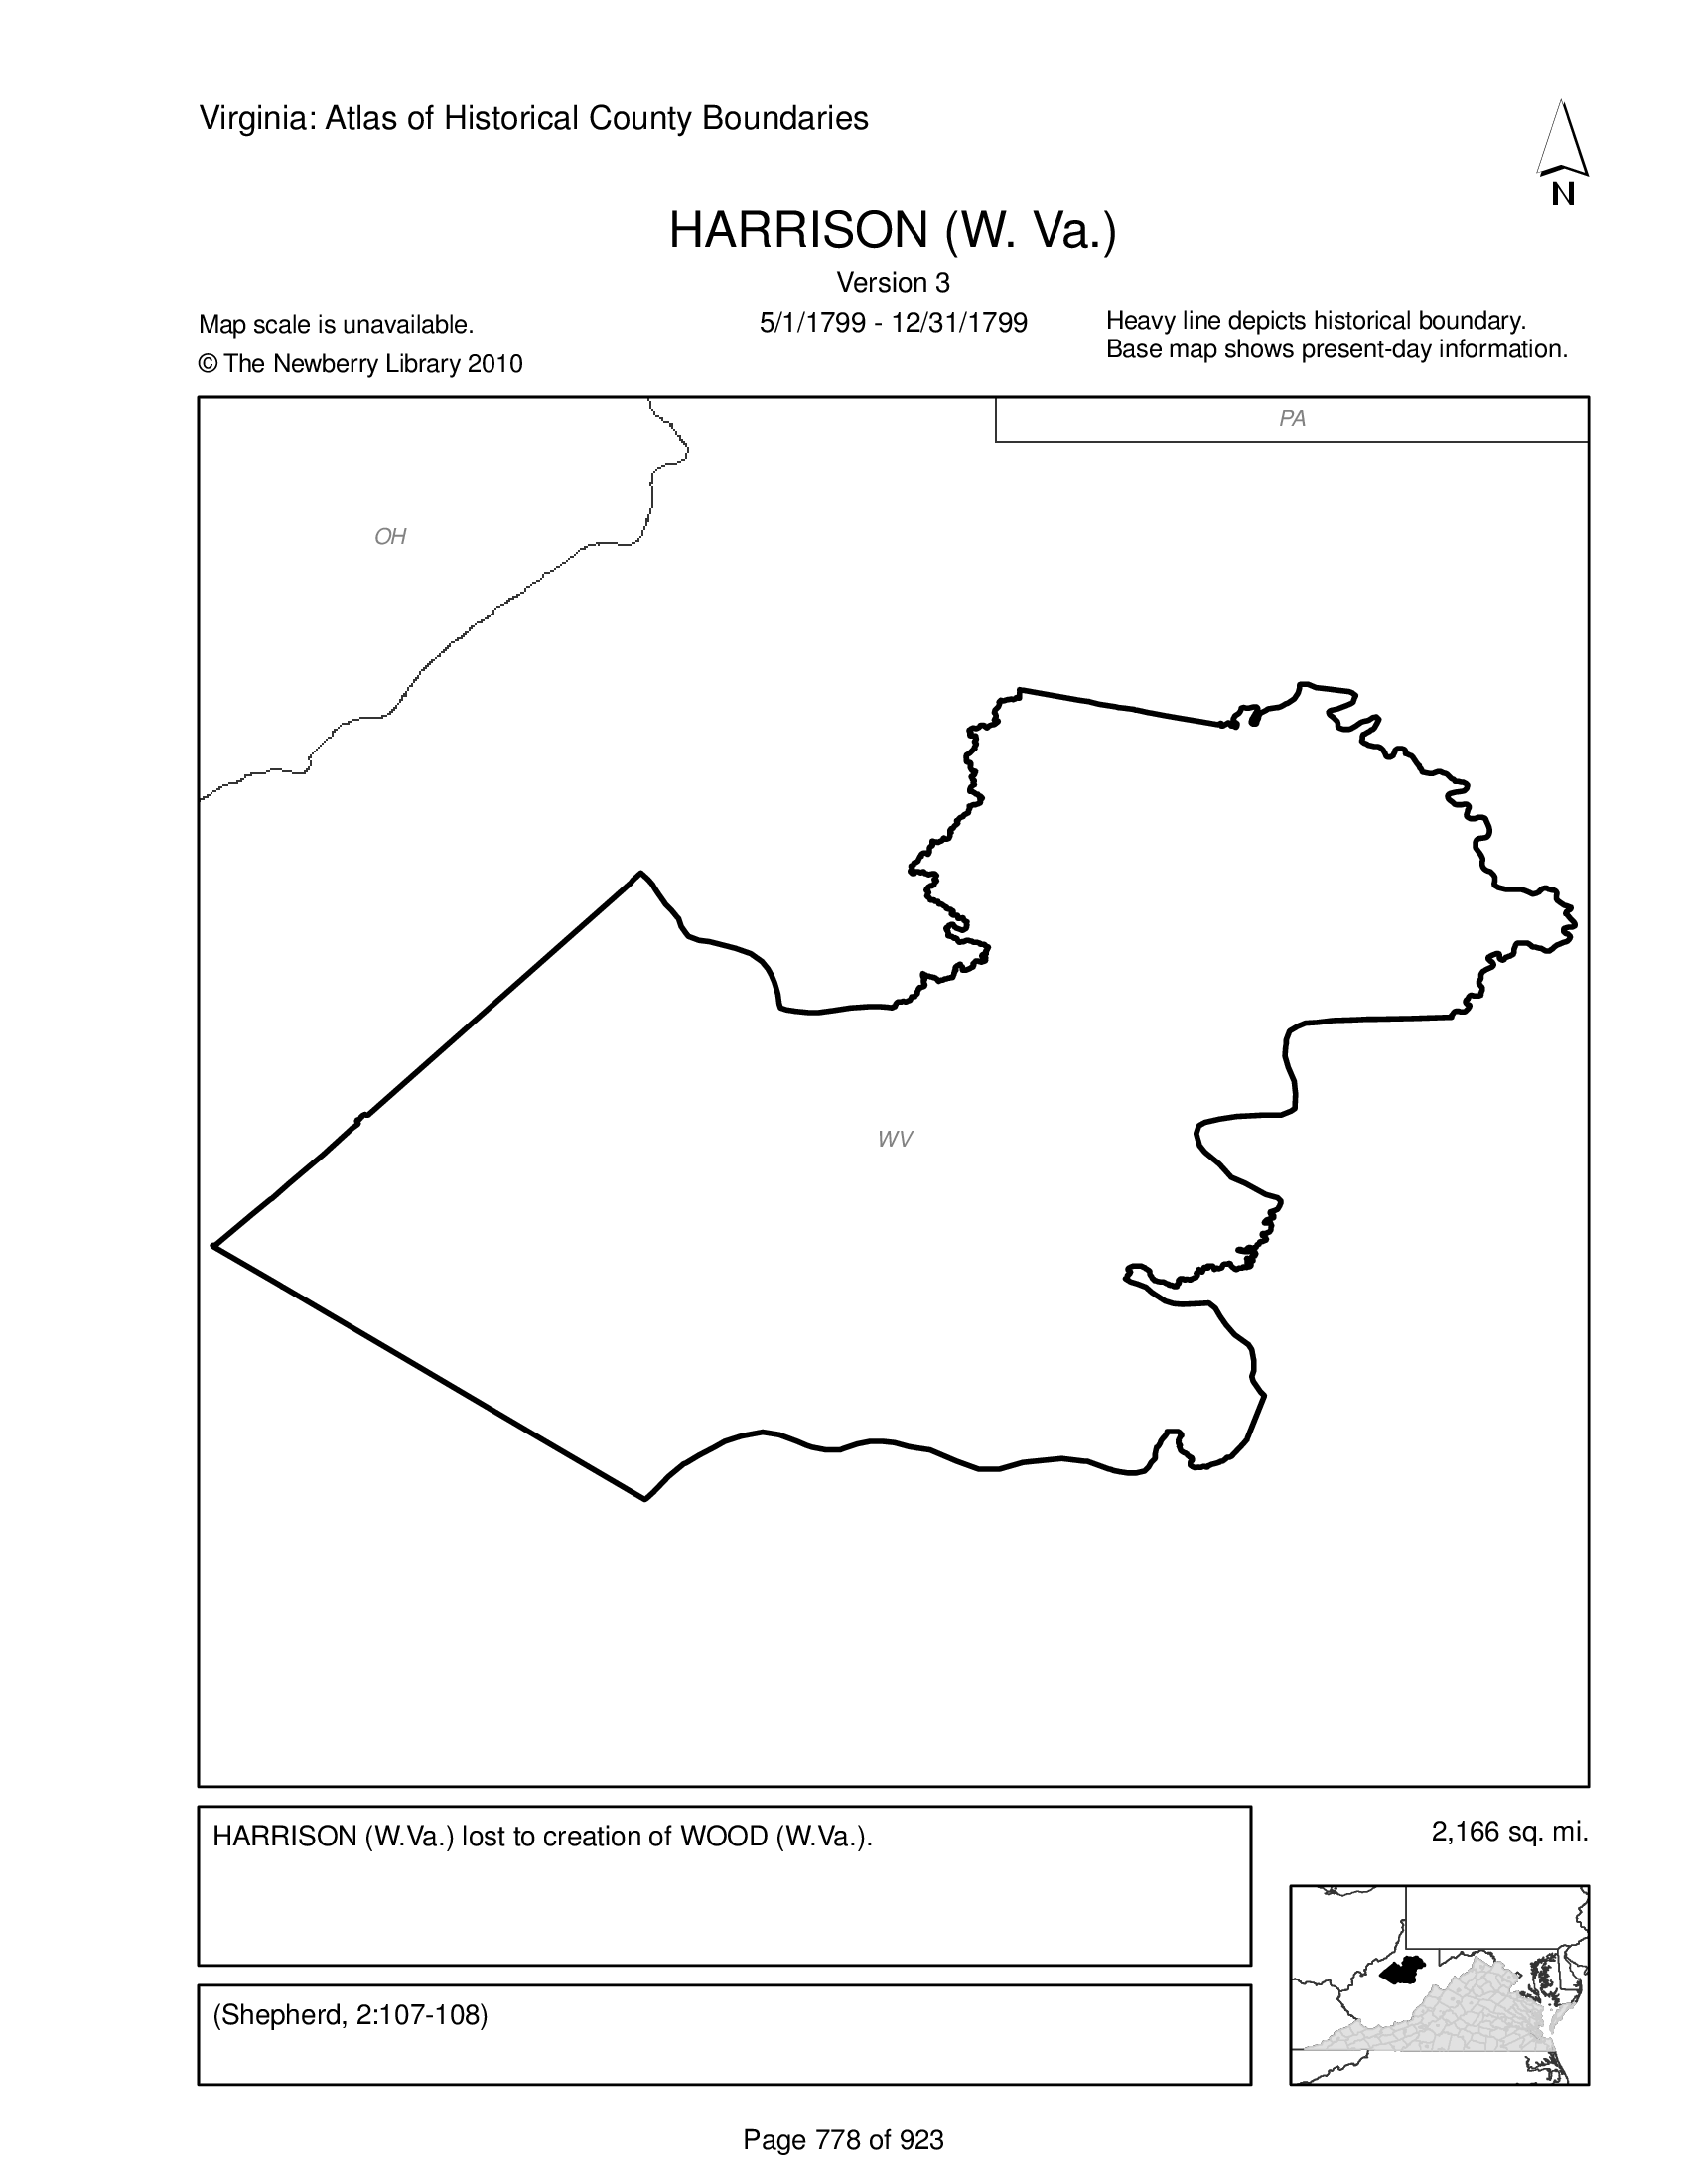 Virginia: Atlas of Historical County Boundaries
N
HARRISON (W. Va.)
Version 3
5/1/1799 - 12/31/1799
Map scale is unavailable.
© The Newberry Library 2010
Heavy line depicts historical boundary.
Base map shows present-day information.
PA
OH
WV
HARRISON (W.Va.) lost to creation of WOOD (W.Va.).
2,166 sq. mi.
(Shepherd, 2:107-108)
Page 778 of 923